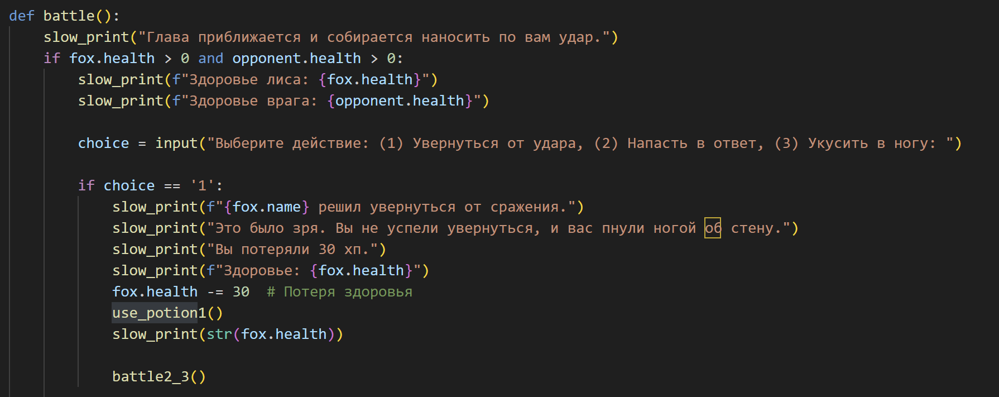 def battle():
    slow_print("Глава приближается и собирается наносить по вам удар.")
    if fox.health > 0 and opponent.health > 0:
        slow_print(f"Здоровье лиса: {fox.health}")
        slow_print(f"Здоровье врага: {opponent.health}")
        choice = input("Выберите действие: (1) Увернуться от удара, (2) Напасть в ответ, (3) Укусить в ногу: ")
        if choice == '1':
            slow_print(f"{fox.name} решил увернуться от сражения.")
            slow_print("Это было зря. Вы не успели увернуться, и вас пнули ногой об стену.")
            slow_print("Вы потеряли 30 хп.")
            slow_print(f"Здоровье: {fox.health}")
            fox.health -= 30  # Потеря здоровья
            use_potion1()
            slow_print(str(fox.health))
            battle2_3()